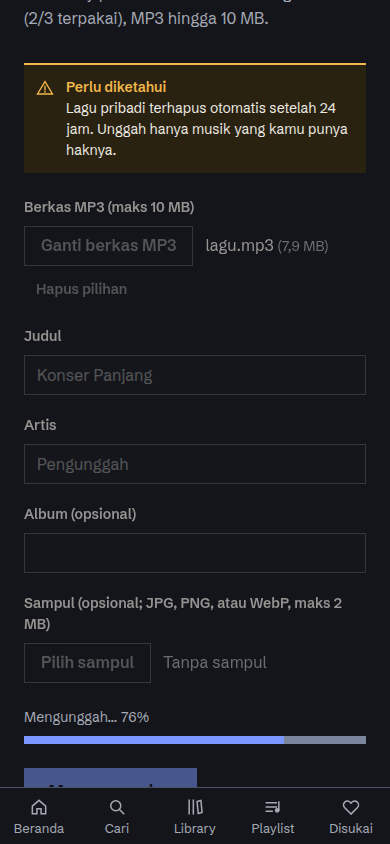 (2/3 terpakai), MP3 hingga 10 MB.
Perlu diketahui
Lagu pribadi terhapus otomatis setelah 24
jam. Unggah hanya musik yang kamu punya
haknya.
Berkas MP3 (maks 10 MB)
Ganti berkas MP3 lagu.mp3 (7,9 MB)
Hapus pilihan
Judul
Konser Panjang
Artis
Pengunggah
Album (opsional)
Sampul (opsional; JPG, PNG, atau WebP, maks 2
MB)
Pilih sampul Tanpa sampul
Mengunggah... 76%
Beranda Cari Library Playlist Disukai